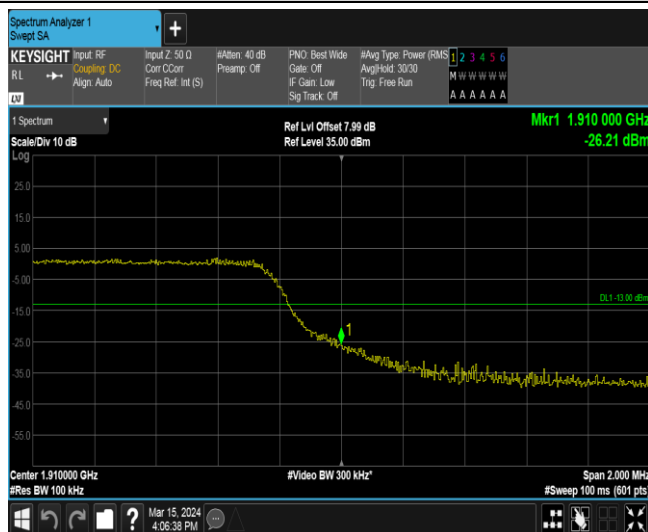 Spectrum Analyzer 1
Swept SA
+
KEYSIGHT
RL
LXI
Input: RF
Coupling: DC
Align: Auto
Input Z: 50 Ω
Corr CCorr
Freq Ref: Int (S)
#Atten: 40 dB
Preamp: Off
PNO: Best Wide
Gate: Off
IF Gain: Low
Sig Track: Off
#Avg Type: Power (RMS
Avg|Hold: 30/30
Trig: Free Run
1 2 3 4 5 6
M W W W W W
A A A A A A
1 Spectrum
Scale/Div 10 dB
Log
Ref Lvl Offset 7.99 dB
Ref Level 35.00 dBm
Mkr1 1.910 000 GHz
-26.21 dBm
25.0
15.0
5.00
-5.00
-15.0
-25.0
-35.0
-45.0
-55.0
DL1 -13.00 dBm
1
Center 1.910000 GHz
#Res BW 100 kHz
#Video BW 300 kHz*
Span 2.000 MHz
#Sweep 100 ms (601 pts)
?
Mar 15, 2024
4:06:38 PM